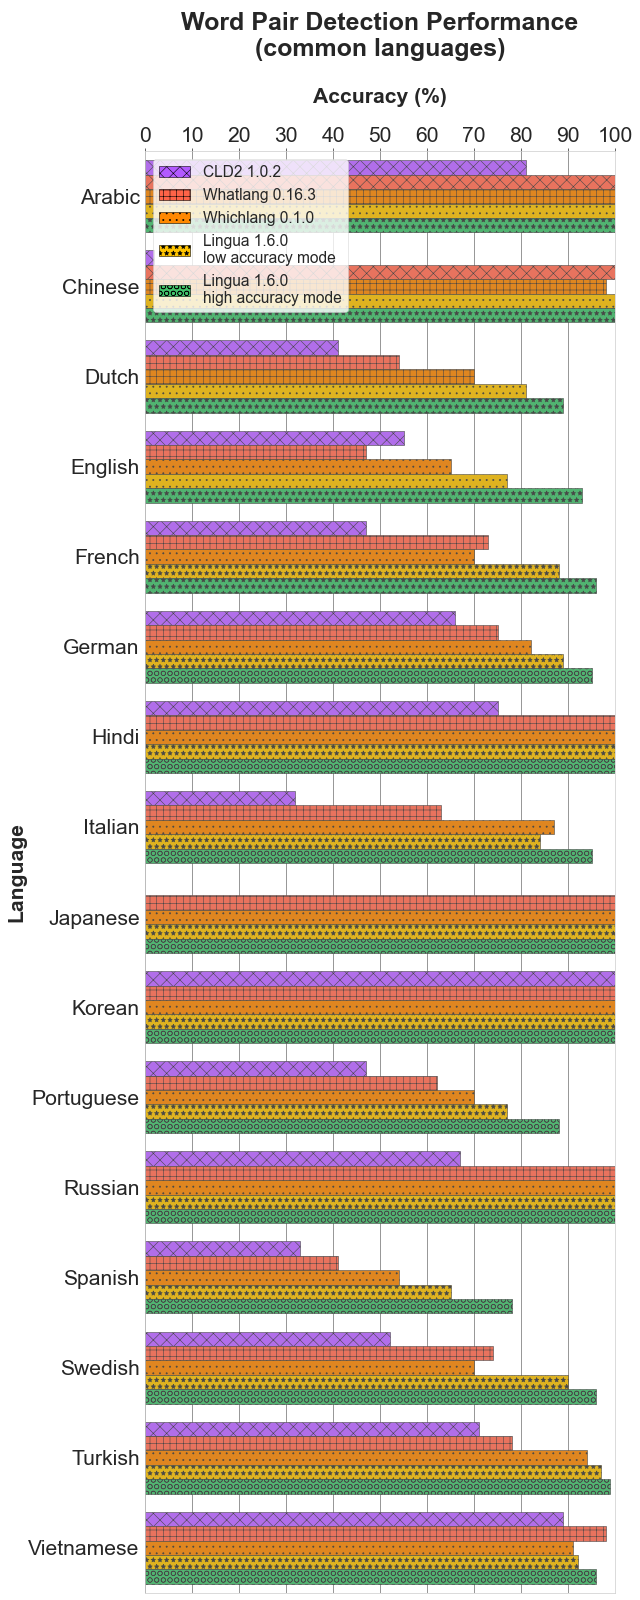 Word Pair Detection Performance
(common languages)
Accuracy (%)
0 10 20 30 40 50 60 70 80 90 100
CLD2 1.0.2
Whatlang 0.16.3
Whichlang 0.1.0
Lingua 1.6.0
low accuracy mode
Lingua 1.6.0
high accuracy mode
Language
Arabic
Chinese
Dutch
English
French
German
Hindi
Italian
Japanese
Korean
Portuguese
Russian
Spanish
Swedish
Turkish
Vietnamese